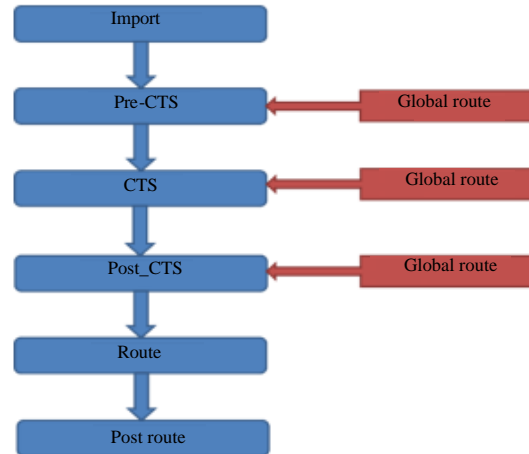 Import
Pre-CTS
Global route
CTS
Global route
Post_CTS
Global route
Route
Post route